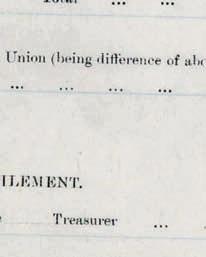 Total ... ...
Union (being difference of abo
... ... ... ...
ILEMENT.
Treasurer ...